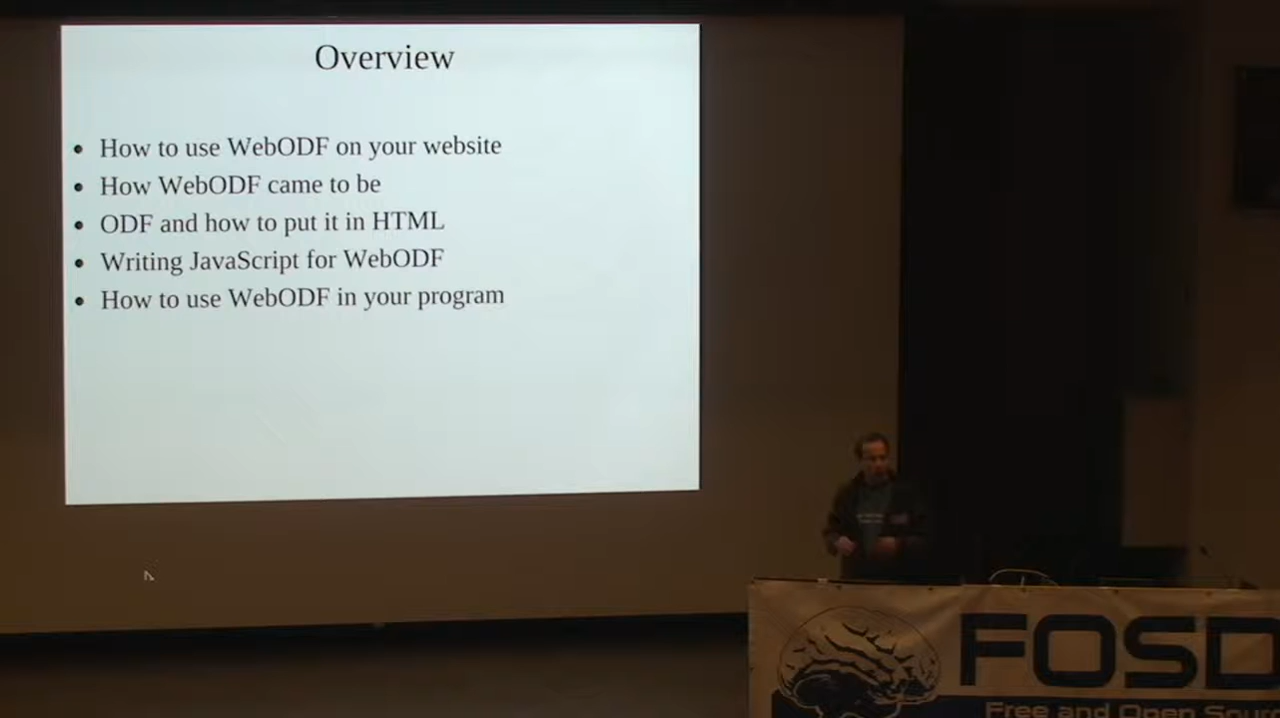 Overview
How to use WebODF on your website
How WebODF came to be
ODF and how to put it in HTML
Writing JavaScript for WebODF
How to use WebODF in your program
FOSD
Free and Open Sour